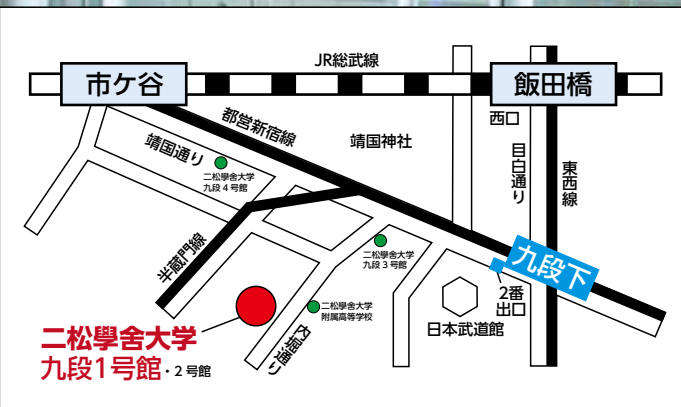 JR総武線
市ケ谷
飯田橋
西口
都営新宿線
靖国神社
靖国通り
目白通り
東西線
二松學舍大学
九段４号館
半蔵門線
二松學舍大学
九段３号館
九段下
2番
出口
二松學舍大学
附属高等学校
日本武道館
内堀通り
二松學舍大学
九段1号館・２号館